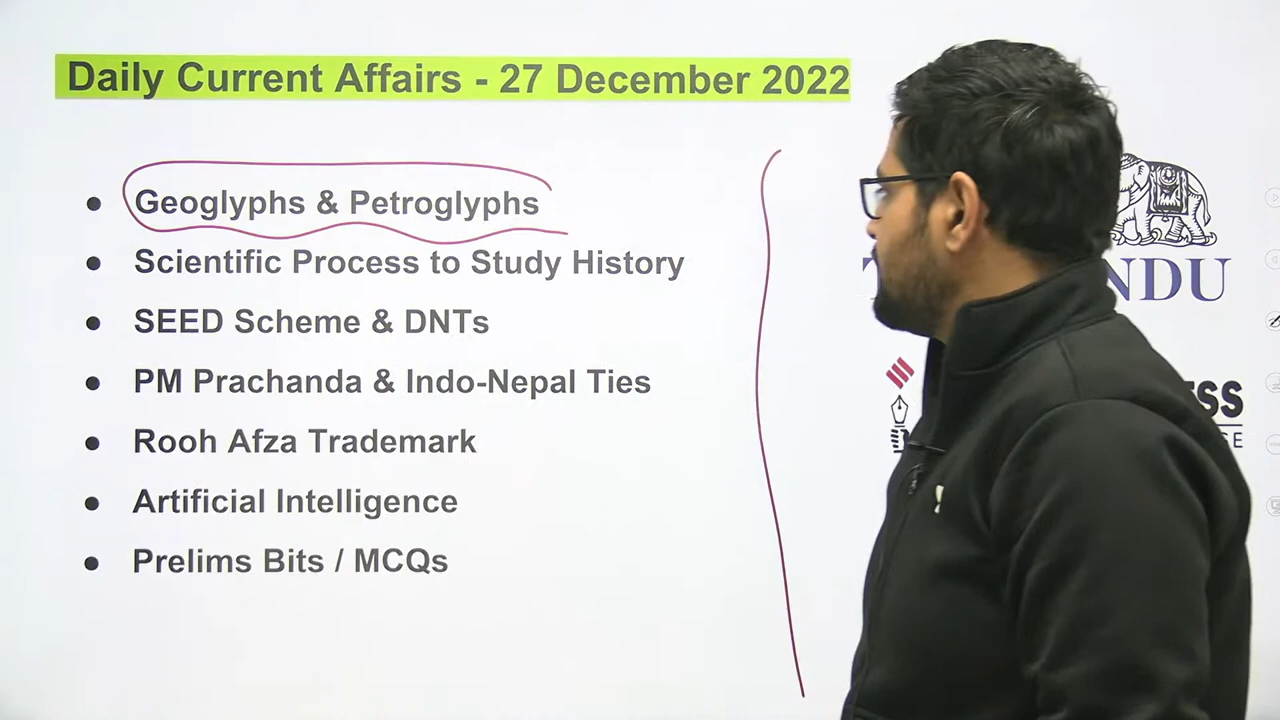 Daily Current Affairs - 27 December 2022
● Geoglyphs & Petroglyphs
● Scientific Process to Study History
● SEED Scheme & DNTs
● PM Prachanda & Indo-Nepal Ties
● Rooh Afza Trademark
● Artificial Intelligence
● Prelims Bits / MCQs